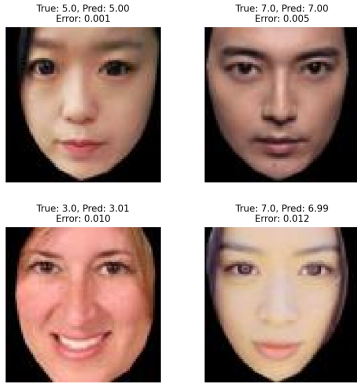 True: 5.0, Pred: 5.00
Error: 0.001
True: 7.0, Pred: 7.00
Error: 0.005
True: 3.0, Pred: 3.01
Error: 0.010
True: 7.0, Pred: 6.99
Error: 0.012